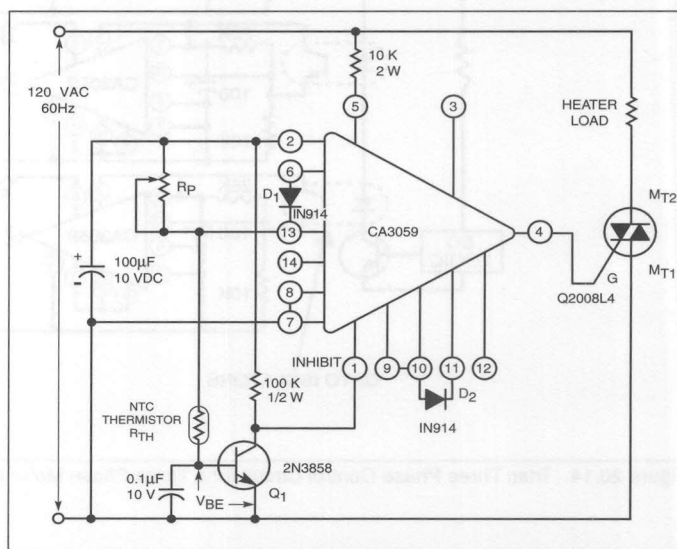 120 VAC
60Hz
10 K
2 W
5
3
HEATER
LOAD
2
6
D1
IN914
13
14
8
7
RP
CA3059
4
MT2
MT1
G
Q2008L4
+
100µF
10 VDC
-
INHIBIT
1
9
10
11
12
D2
IN914
100 K
1/2 W
NTC
THERMISTOR
RTH
2N3858
Q1
0.1µF
10 V
VBE